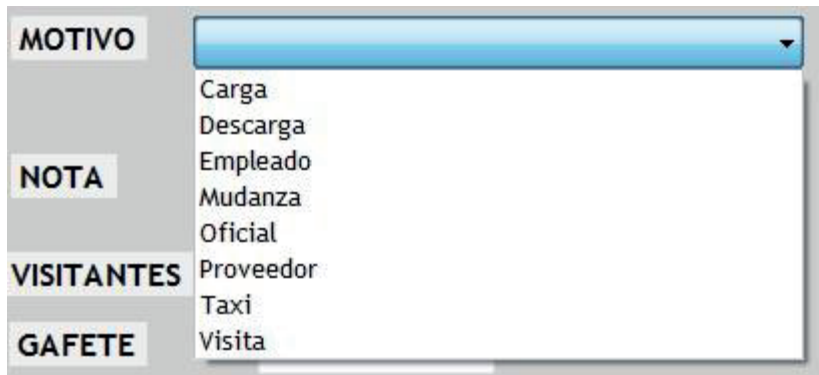 MOTIVO
Carga
Descarga
Empleado
NOTA
Mudanza
Oficial
VISITANTES
Proveedor
Taxi
GAFETE
Visita